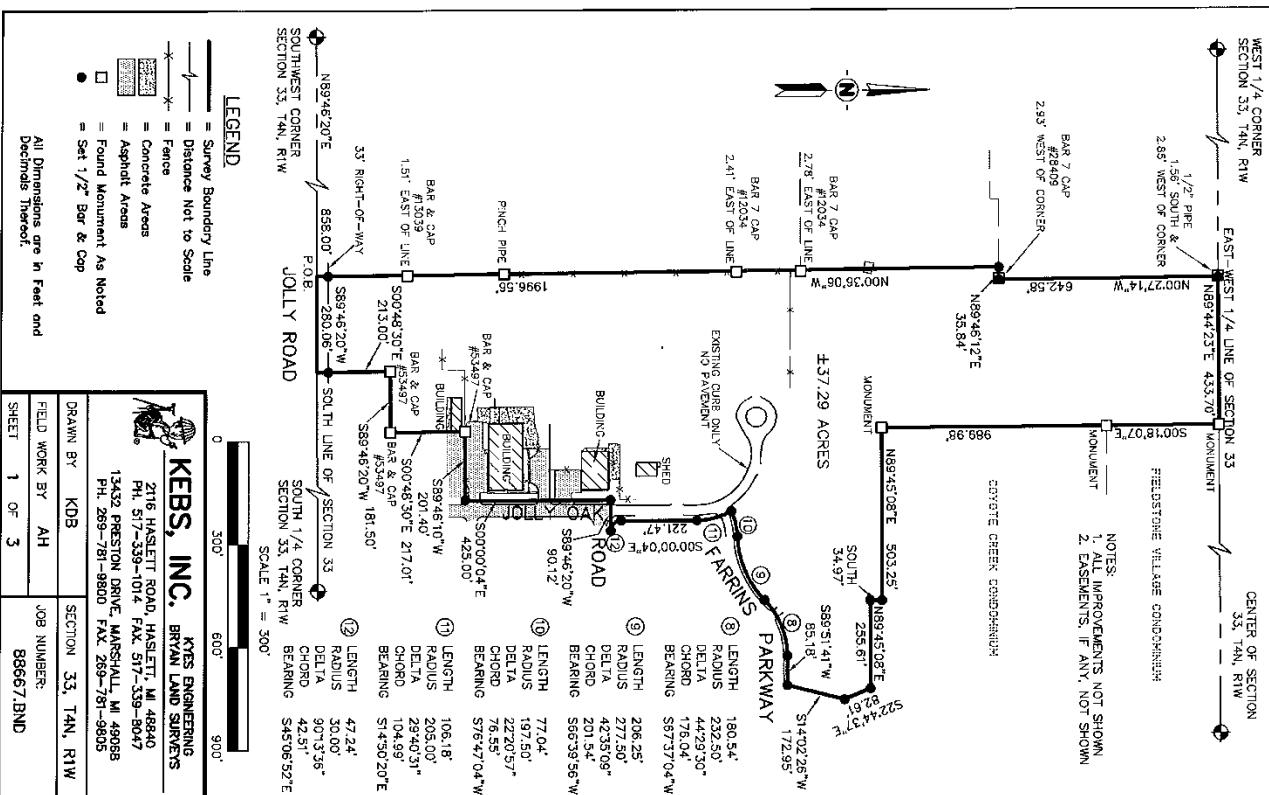 WEST 1/4 CORNER
SECTION 33, T4N, R1W
EAST-WEST 1/4 LINE OF SECTION 33
N89°44'23"E 433.70'
MONUMENT
CENTER OF SECTION
33, T4N, R1W
1/2" PIPE
1.56' SOUTH &
2.85' WEST OF CORNER
N00°27'14"W
642.58'
BAR 7 CAP
#28409
2.93' WEST OF CORNER
N89°46'12"E
35.84'
S00°18'07"E
989.98'
MONUMENT
MONUMENT
FIELDSTONE VILLAGE CONDOMINIUM
COYOTE CREEK CONDOMINIUM
NOTES:
1. ALL IMPROVEMENTS NOT SHOWN
2. EASEMENTS, IF ANY, NOT SHOWN
N
±37.29 ACRES
N89°45'08"E 503.25'
SOUTH
34.97'
N89°45'08"E
255.61'
S22°44'37"E
82.61'
S14°02'26"W
172.95'
S89°51'41"W
85.18'
BAR 7 CAP
#12034
2.78' EAST OF LINE
BAR 7 CAP
#12034
2.41' EAST OF LINE
N00°36'06"W
1996.56'
PINCH PIPE
BAR & CAP
#13039
1.51' EAST OF LINE
EXISTING CURB ONLY
NO PAVEMENT
8
9
10
11
12
FARRINS PARKWAY
S00°00'04"E
221.47'
SHED
BUILDING
BUILDING
BUILDING
JOLLY OAK ROAD
S89°46'20"W
90.12'
S00°00'04"E
425.00'
S89°46'10"W
217.01'
BAR & CAP
#53497
S00°48'30"E
201.40'
BAR & CAP
#53497
S89°46'20"W 181.50'
BAR & CAP
#53497
S00°48'30"E
213.00'
S89°46'20"W
280.06'
33' RIGHT-OF-WAY
P.O.B.
JOLLY ROAD
SOUTHWEST CORNER
SECTION 33, T4N, R1W
N89°46'20"E
858.00'
SOUTH LINE OF SECTION 33
SOUTH 1/4 CORNER
SECTION 33, T4N, R1W
8 LENGTH 180.54'
RADIUS 232.50'
DELTA 44°29'30"
CHORD 176.04'
BEARING S67°37'04"W
9 LENGTH 206.25'
RADIUS 277.50'
DELTA 42°35'09"
CHORD 201.54'
BEARING S66°39'56"W
10 LENGTH 77.04'
RADIUS 197.50'
DELTA 22°20'57"
CHORD 76.55'
BEARING S76°47'04"W
11 LENGTH 106.18'
RADIUS 205.00'
DELTA 29°40'31"
CHORD 104.99'
BEARING S14°50'20"E
12 LENGTH 47.24'
RADIUS 30.00'
DELTA 90°13'36"
CHORD 42.51'
BEARING S45°06'52"E
LEGEND
= Survey Boundary Line
= Distance Not to Scale
= Fence
= Concrete Areas
= Asphalt Areas
= Found Monument As Noted
= Set 1/2" Bar & Cap
All Dimensions are in Feet and
Decimals Thereof.
0 300' 600' 900'
SCALE 1" = 300'
KEBS, INC. KYES ENGINEERING
BRYAN LAND SURVEYS
2116 HASLETT ROAD, HASLETT, MI 48840
PH. 517-339-1014 FAX. 517-339-8047
13432 PRESTON DRIVE, MARSHALL, MI 49068
PH. 269-781-9800 FAX. 269-781-9805
DRAWN BY KDB
SECTION 33, T4N, R1W
FIELD WORK BY AH
JOB NUMBER:
SHEET 1 OF 3
88667.BND